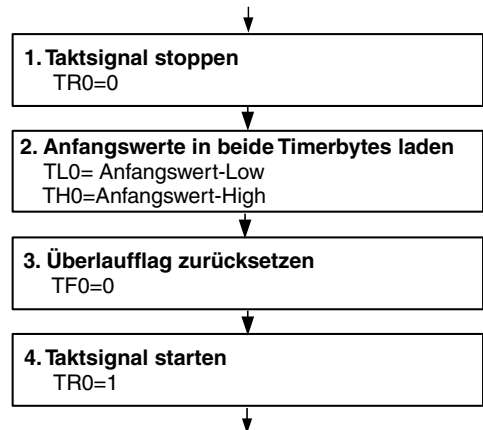 1. Taktsignal stoppen
TR0=0
2. Anfangswerte in beide Timerbytes laden
TL0= Anfangswert-Low
TH0=Anfangswert-High
3. Überlaufflag zurücksetzen
TF0=0
4. Taktsignal starten
TR0=1